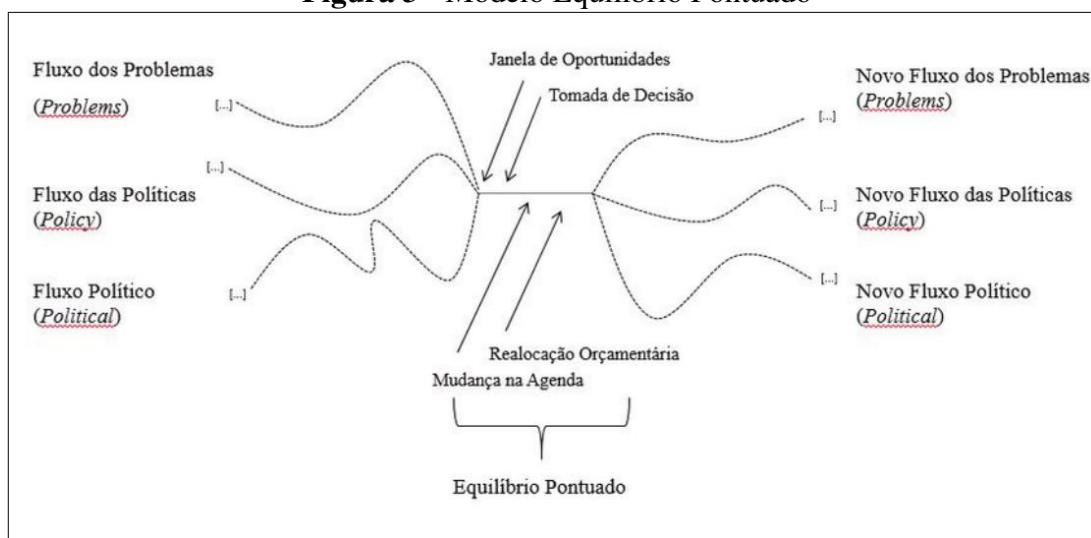 Figura 3 - Modelo Equilíbrio Pontuado
Fluxo dos Problemas
(Problems)
[...]
Janela de Oportunidades
Tomada de Decisão
Novo Fluxo dos Problemas
(Problems)
[...]
[...]
Fluxo das Políticas
(Policy)
Novo Fluxo das Políticas
(Policy)
[...]
Fluxo Político
(Political)
[...]
Novo Fluxo Político
(Political)
[...]
Realocação Orçamentária
Mudança na Agenda
Equilíbrio Pontuado